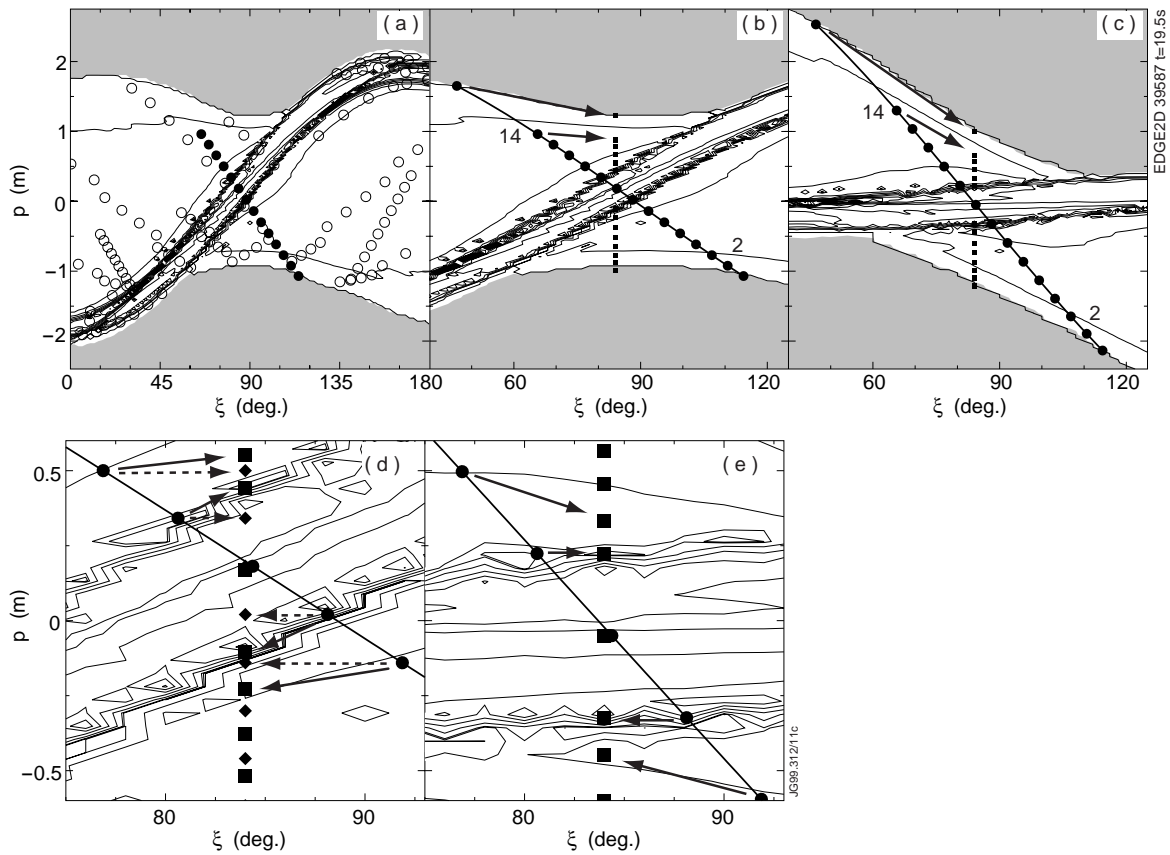 (a)
(b)
(c)
EDGE2D 39587 t=19.5s
2
1
0
−1
−2
p (m)
14
2
14
2
0 45 90 135 180
60 90 120
60 90 120
ξ (deg.)
ξ (deg.)
ξ (deg.)
(d)
(e)
0.5
0
−0.5
p (m)
80 90
80 90
ξ (deg.)
ξ (deg.)
JG99.312/11c